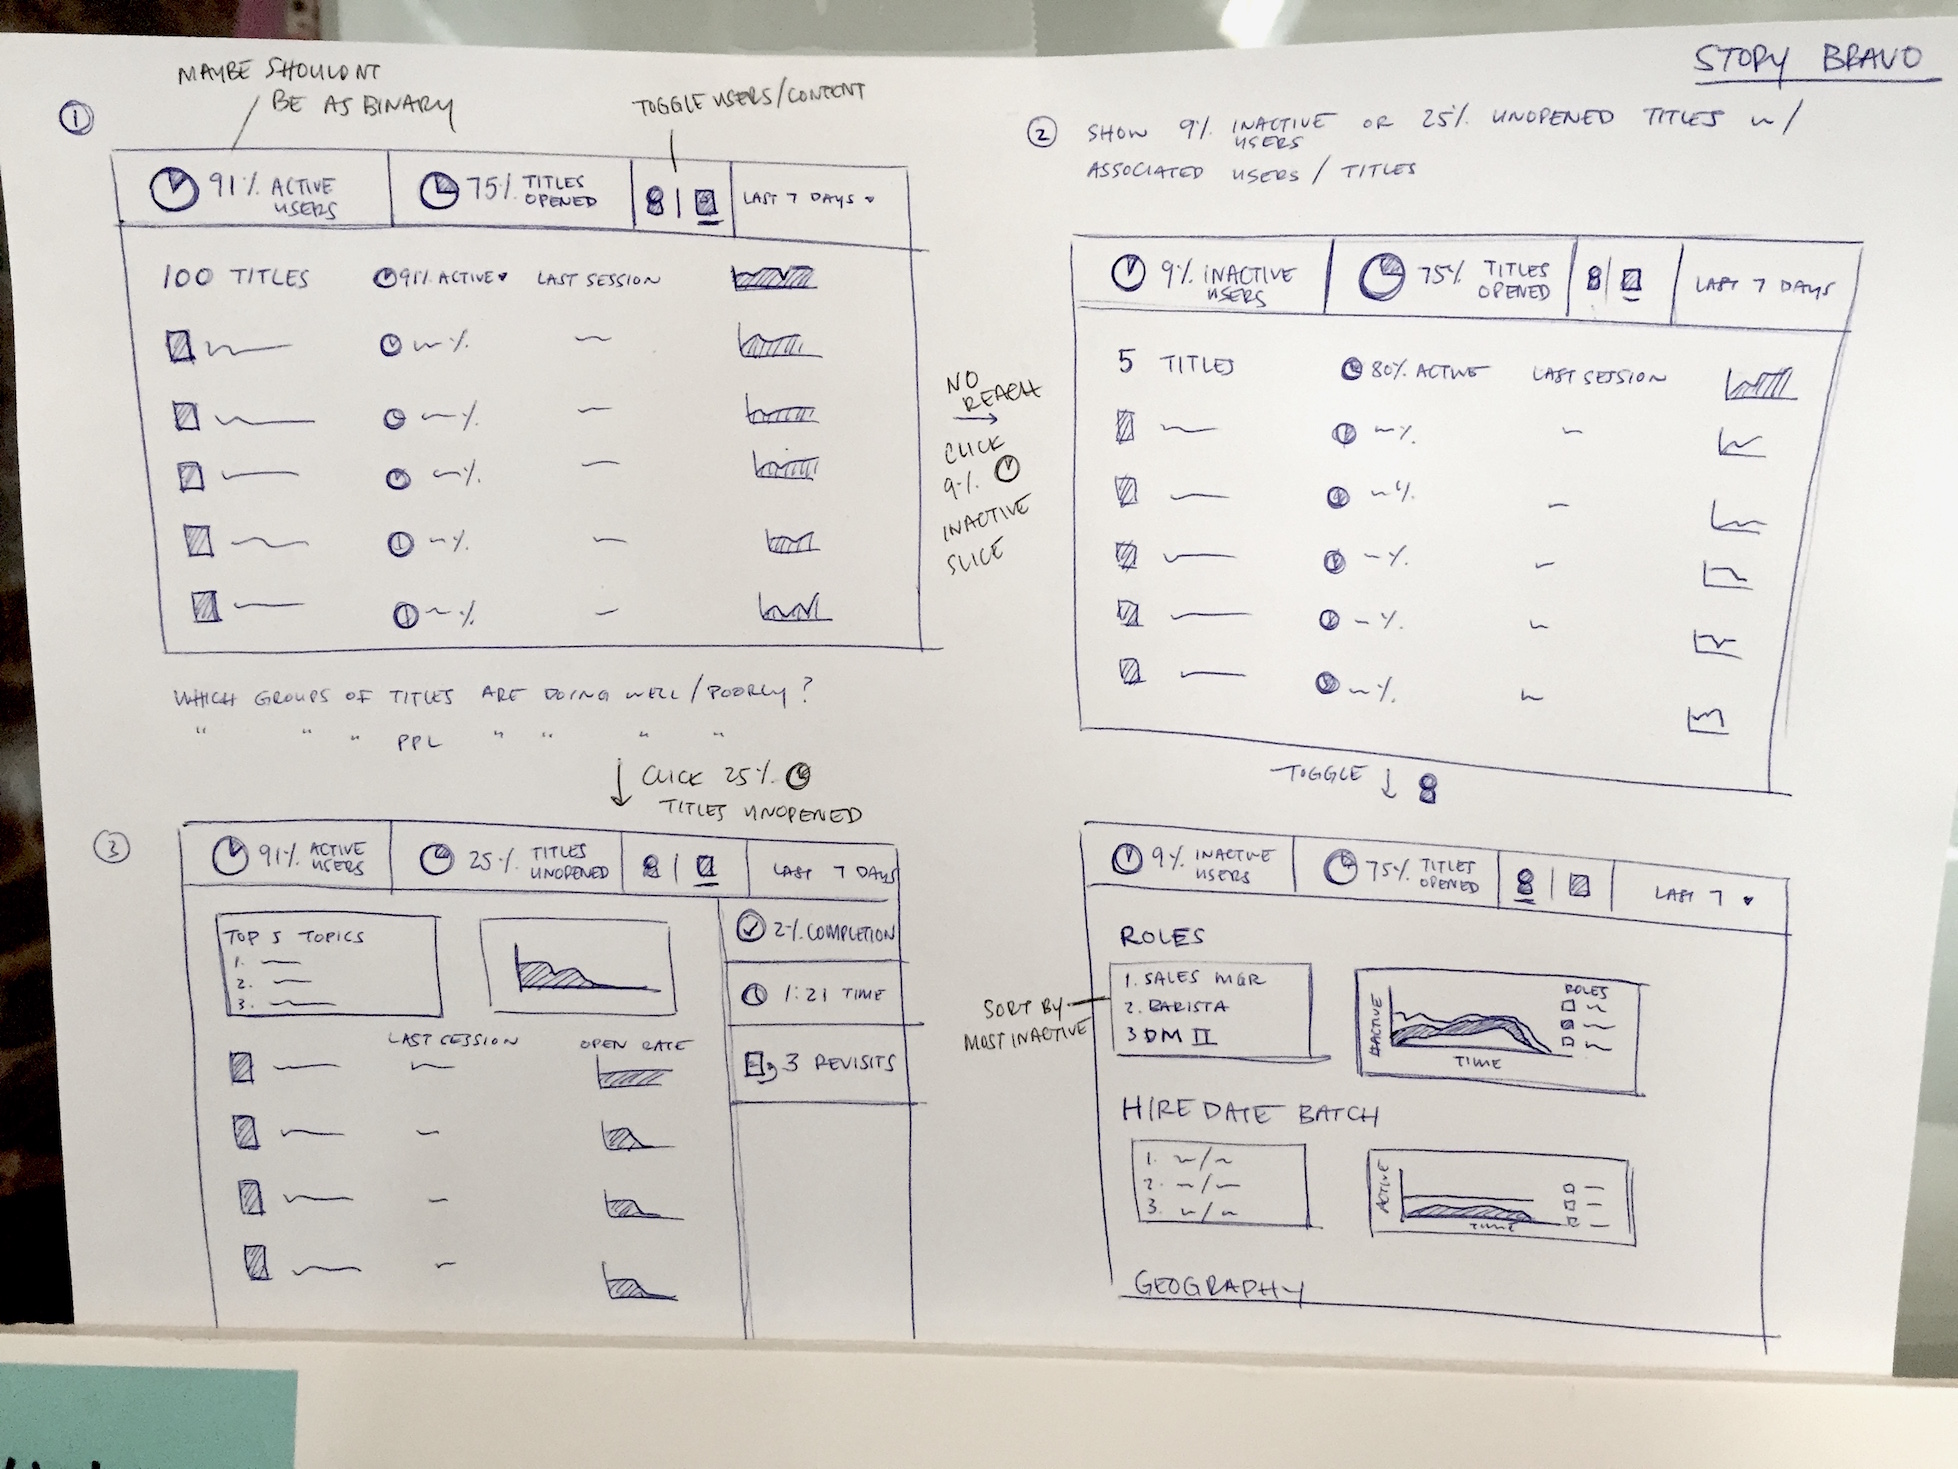 STORY BRAVO
①
MAYBE SHOULDNT
BE AS BINARY
TOGGLE USERS/CONTENT
91% ACTIVE
USERS
75% TITLES
OPENED
LAST 7 DAYS
100 TITLES
91% ACTIVE
LAST SESSION
%
%
%
%
%
WHICH GROUPS OF TITLES ARE DOING WELL/POORLY?
" " " PPL " " " "
NO
REACH
→
CLICK
9%
INACTIVE
SLICE
② SHOW 9% INACTIVE OR 25% UNOPENED TITLES W/
USERS
ASSOCIATED USERS/TITLES
9% INACTIVE
USERS
75% TITLES
OPENED
LAST 7 DAYS
5 TITLES
80% ACTIVE
LAST SESSION
%
%
%
%
%
TOGGLE ↓
↓ CLICK 25%
TITLES UNOPENED
③
91% ACTIVE
USERS
25% TITLES
UNOPENED
LAST 7 DAYS
TOP 5 TOPICS
1.
2.
3.
2% COMPLETION
1:21 TIME
3 REVISITS
LAST SESSION
OPEN RATE
9% INACTIVE
USERS
75% TITLES
OPENED
LAST 7
ROLES
1. SALES MGR
2. BARISTA
3 DM II
SORT BY
MOST INACTIVE
INACTIVE
TIME
ROLES
HIRE DATE BATCH
1. /
2. /
3. /
ACTIVE
TIME
GEOGRAPHY